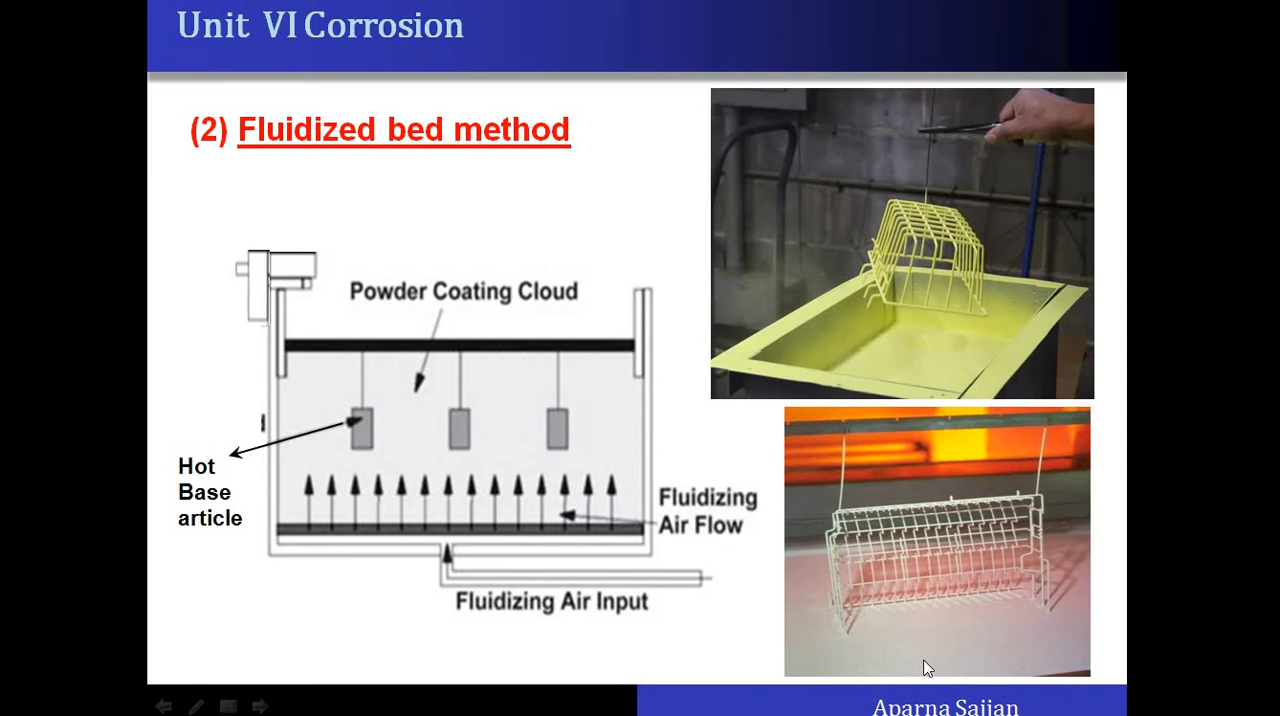 Unit VI Corrosion
(2) Fluidized bed method
Powder Coating Cloud
Hot
Base
article
Fluidizing
Air Flow
Fluidizing Air Input
Aparna Sajjan